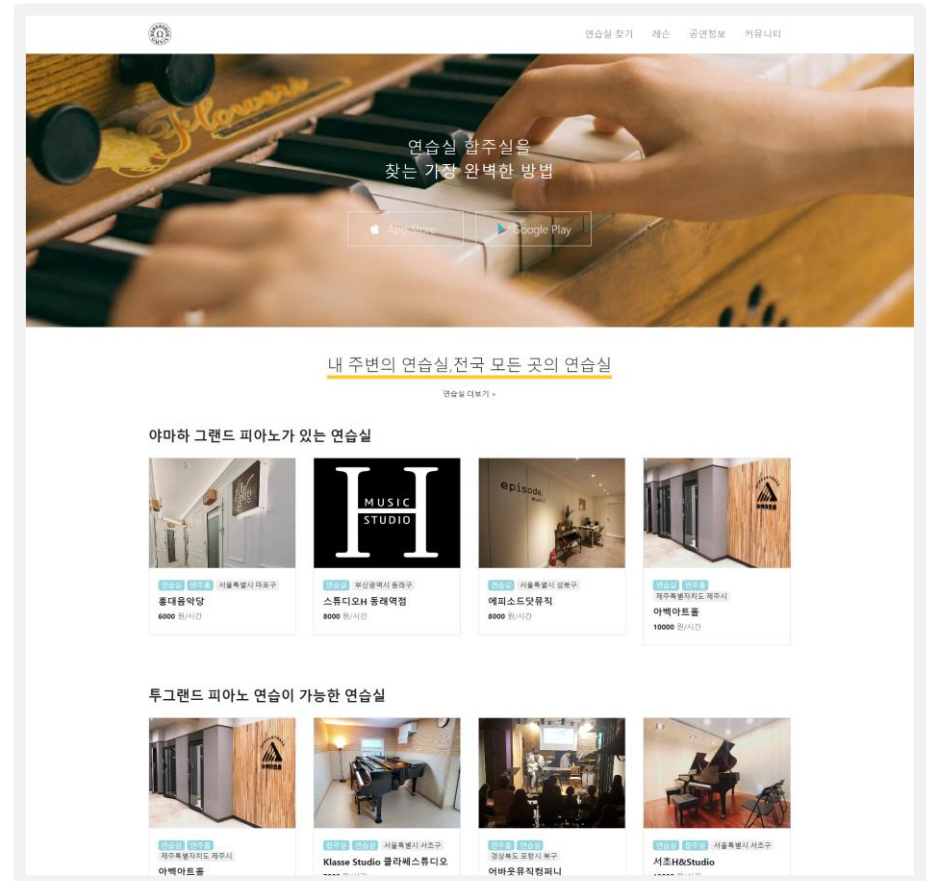 연습실 찾기 레슨 공연정보 커뮤니티
Flowers
연습실 합주실을
찾는 가장 완벽한 방법
App Store
Google Play
내 주변의 연습실,전국 모든 곳의 연습실
연습실 더보기 >
야마하 그랜드 피아노가 있는 연습실
MUSIC
STUDIO
episode.
MUSIC
연습실 연주홀 서울특별시 마포구
홍대음악당
6000 원/시간
연습실 부산광역시 동래구
스튜디오H 동래역점
8000 원/시간
연습실 서울특별시 성북구
에피소드닷뮤직
8000 원/시간
연습실 연주홀
제주특별자치도 제주시
아벡아트홀
10000 원/시간
투그랜드 피아노 연습이 가능한 연습실
연습실 연주홀
제주특별자치도 제주시
아벡아트홀
합주실 연습실 서울특별시 서초구
Klasse Studio 클라쎄스튜디오
연주홀 연습실
경상북도 포항시 북구
어바웃뮤직컴퍼니
연습실 합주실 서울특별시 서초구
서초H&Studio